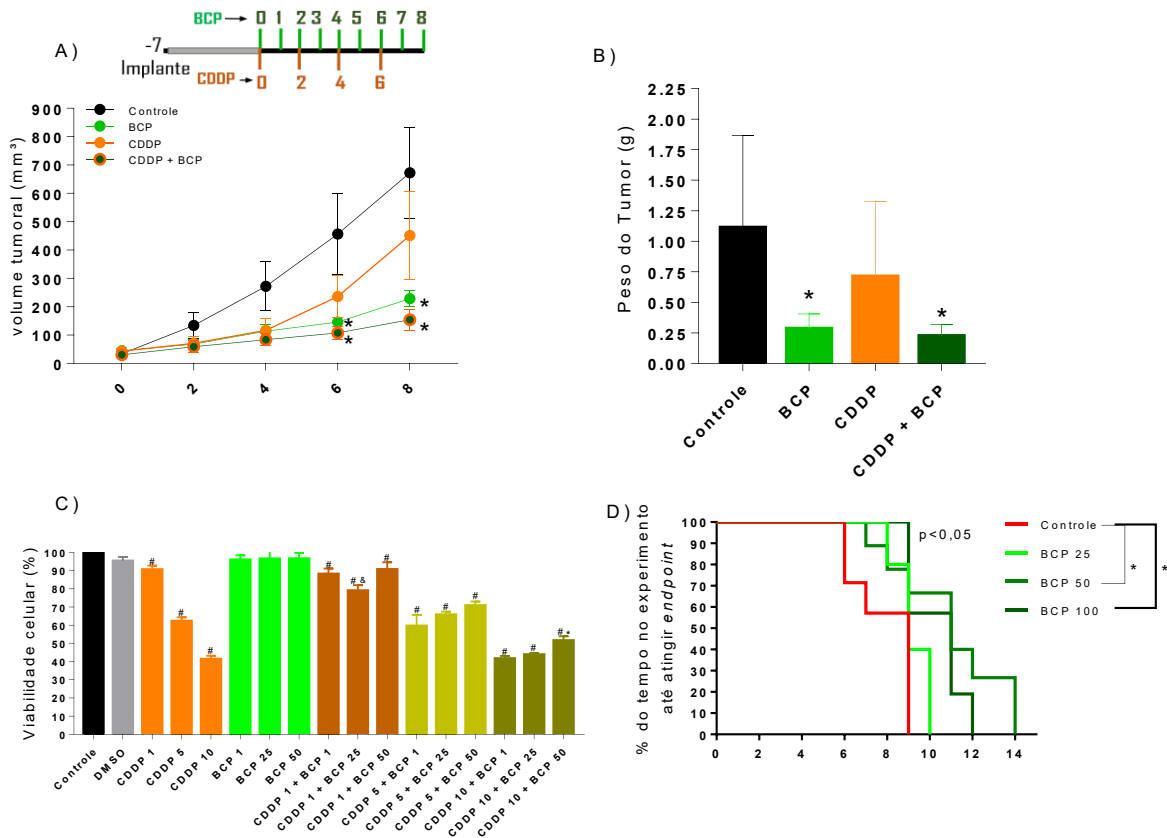 A)
BCP → 0 1 2 3 4 5 6 7 8
-7
Implante
CDDP → 0 2 4 6
volume tumoral (mm³)
900
800
700
600
500
400
300
200
100
0
Controle
BCP
CDDP
CDDP + BCP
*
*
*
*
0 2 4 6 8
B)
Peso do Tumor (g)
2.25
2.00
1.75
1.50
1.25
1.00
0.75
0.50
0.25
0.00
*
*
Controle
BCP
CDDP
CDDP + BCP
C)
Viabilidade celular (%)
100
90
80
70
60
50
40
30
20
10
0
# # # # # & # # # # # # # *
Controle
DMSO
CDDP 1
CDDP 5
CDDP 10
BCP 1
BCP 25
BCP 50
CDDP 1 + BCP 1
CDDP 1 + BCP 25
CDDP 1 + BCP 50
CDDP 5 + BCP 1
CDDP 5 + BCP 25
CDDP 5 + BCP 50
CDDP 10 + BCP 1
CDDP 10 + BCP 25
CDDP 10 + BCP 50
D)
% do tempo no experimento
até atingir endpoint
100
90
80
70
60
50
40
30
20
10
0
0 2 4 6 8 10 12 14
p<0,05
Controle
BCP 25
BCP 50
BCP 100
* *